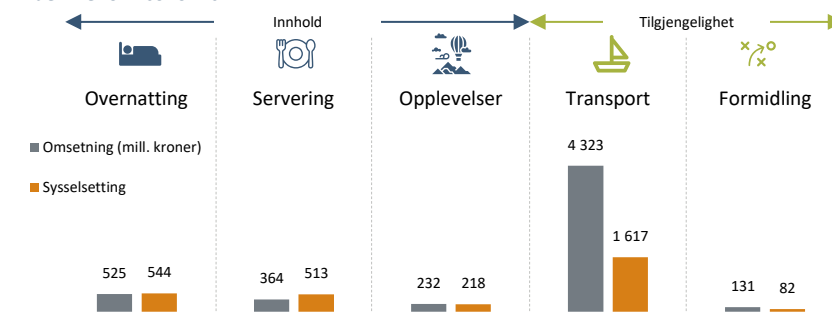 Innhold
Tilgjengelighet
Overnatting
Servering
Opplevelser
Transport
Formidling
Omsetning (mill. kroner)
Sysselsetting
525 544
364 513
232 218
4 323
1 617
131 82